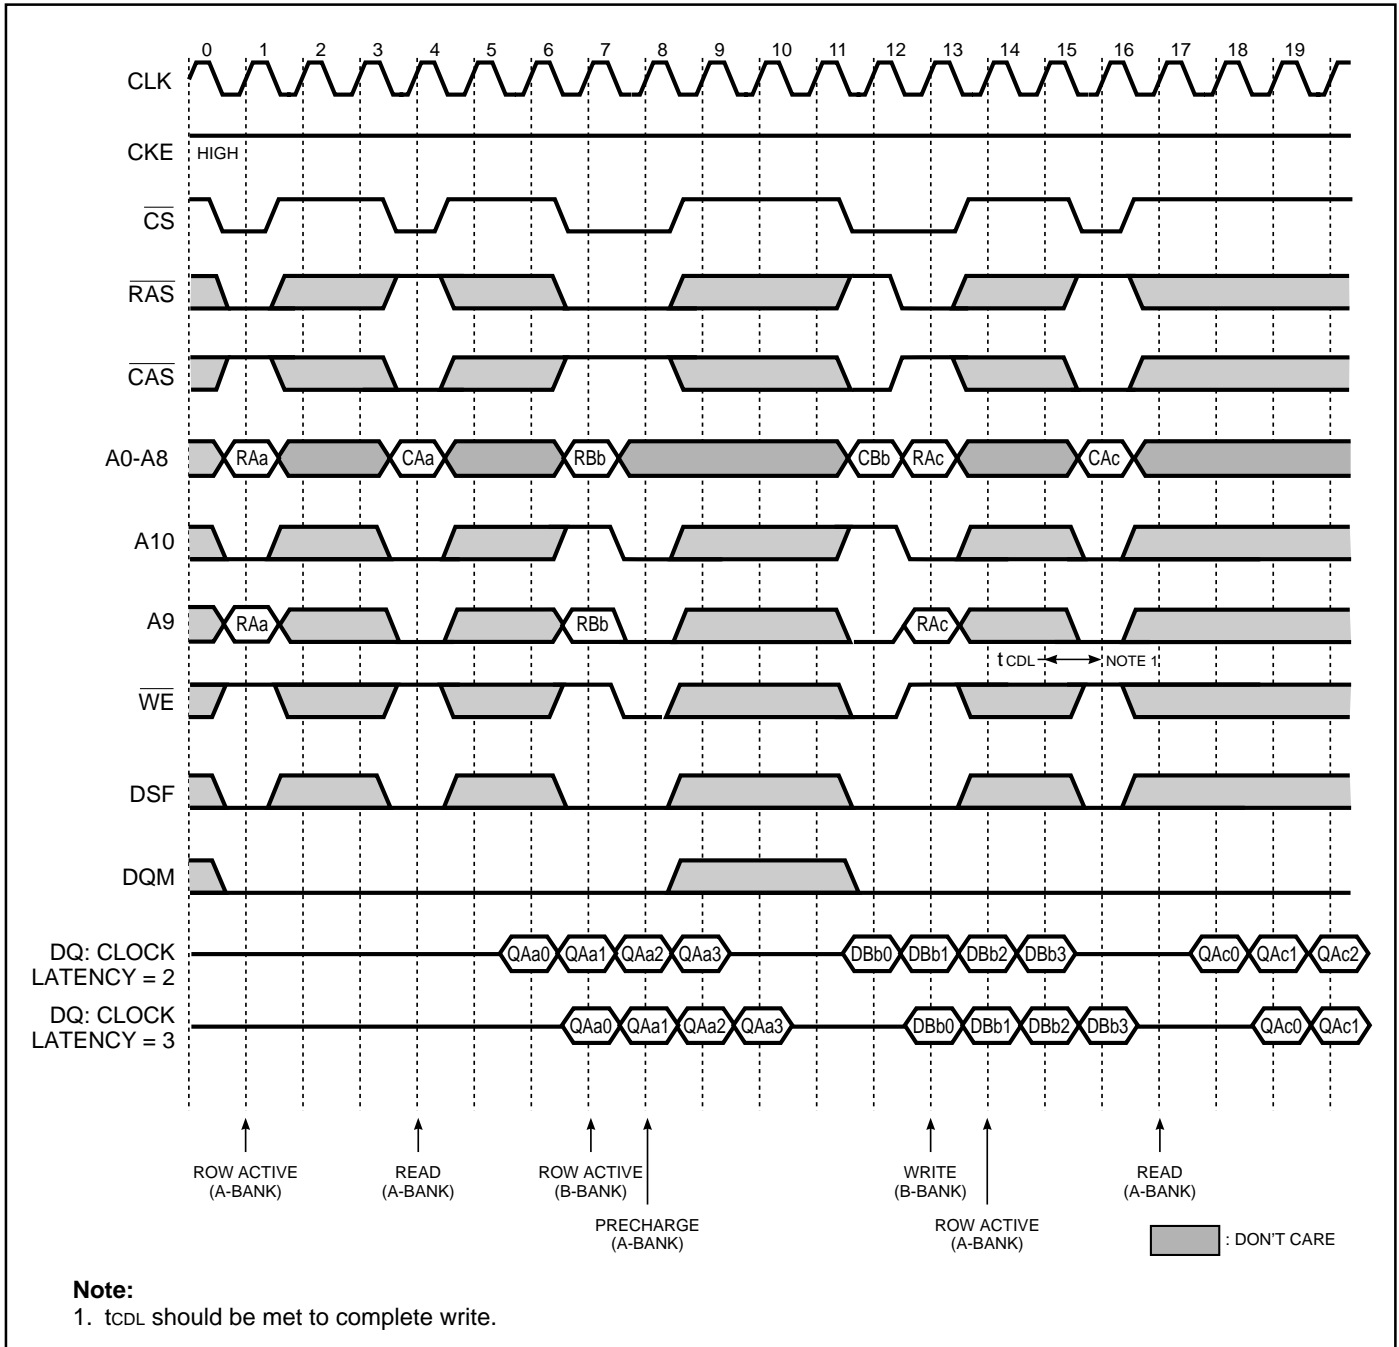 0 1 2 3 4 5 6 7 8 9 10 11 12 13 14 15 16 17 18 19
CLK
CKE HIGH
CS
RAS
CAS
A0-A8 RAa CAa RBb CBb RAc CAc
A10
A9 RAa RBb RAc
tCDL NOTE 1
WE
DSF
DQM
DQ: CLOCK
LATENCY = 2
QAa0 QAa1 QAa2 QAa3 DBb0 DBb1 DBb2 DBb3 QAc0 QAc1 QAc2
DQ: CLOCK
LATENCY = 3
QAa0 QAa1 QAa2 QAa3 DBb0 DBb1 DBb2 DBb3 QAc0 QAc1
ROW ACTIVE
(A-BANK)
READ
(A-BANK)
ROW ACTIVE
(B-BANK)
PRECHARGE
(A-BANK)
WRITE
(B-BANK)
ROW ACTIVE
(A-BANK)
READ
(A-BANK)
: DON'T CARE
Note:
1. tCDL should be met to complete write.